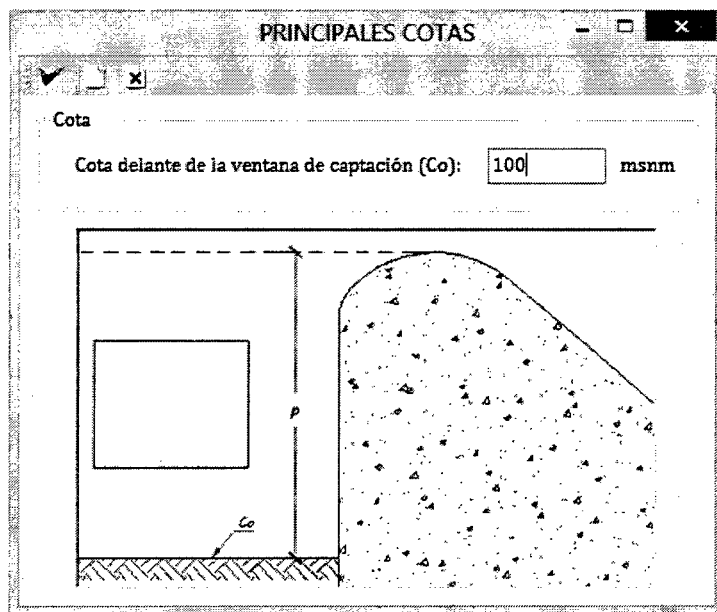 PRINCIPALES COTAS
Cota
Cota delante de la ventana de captación (Co): 100 msnm
P
Co